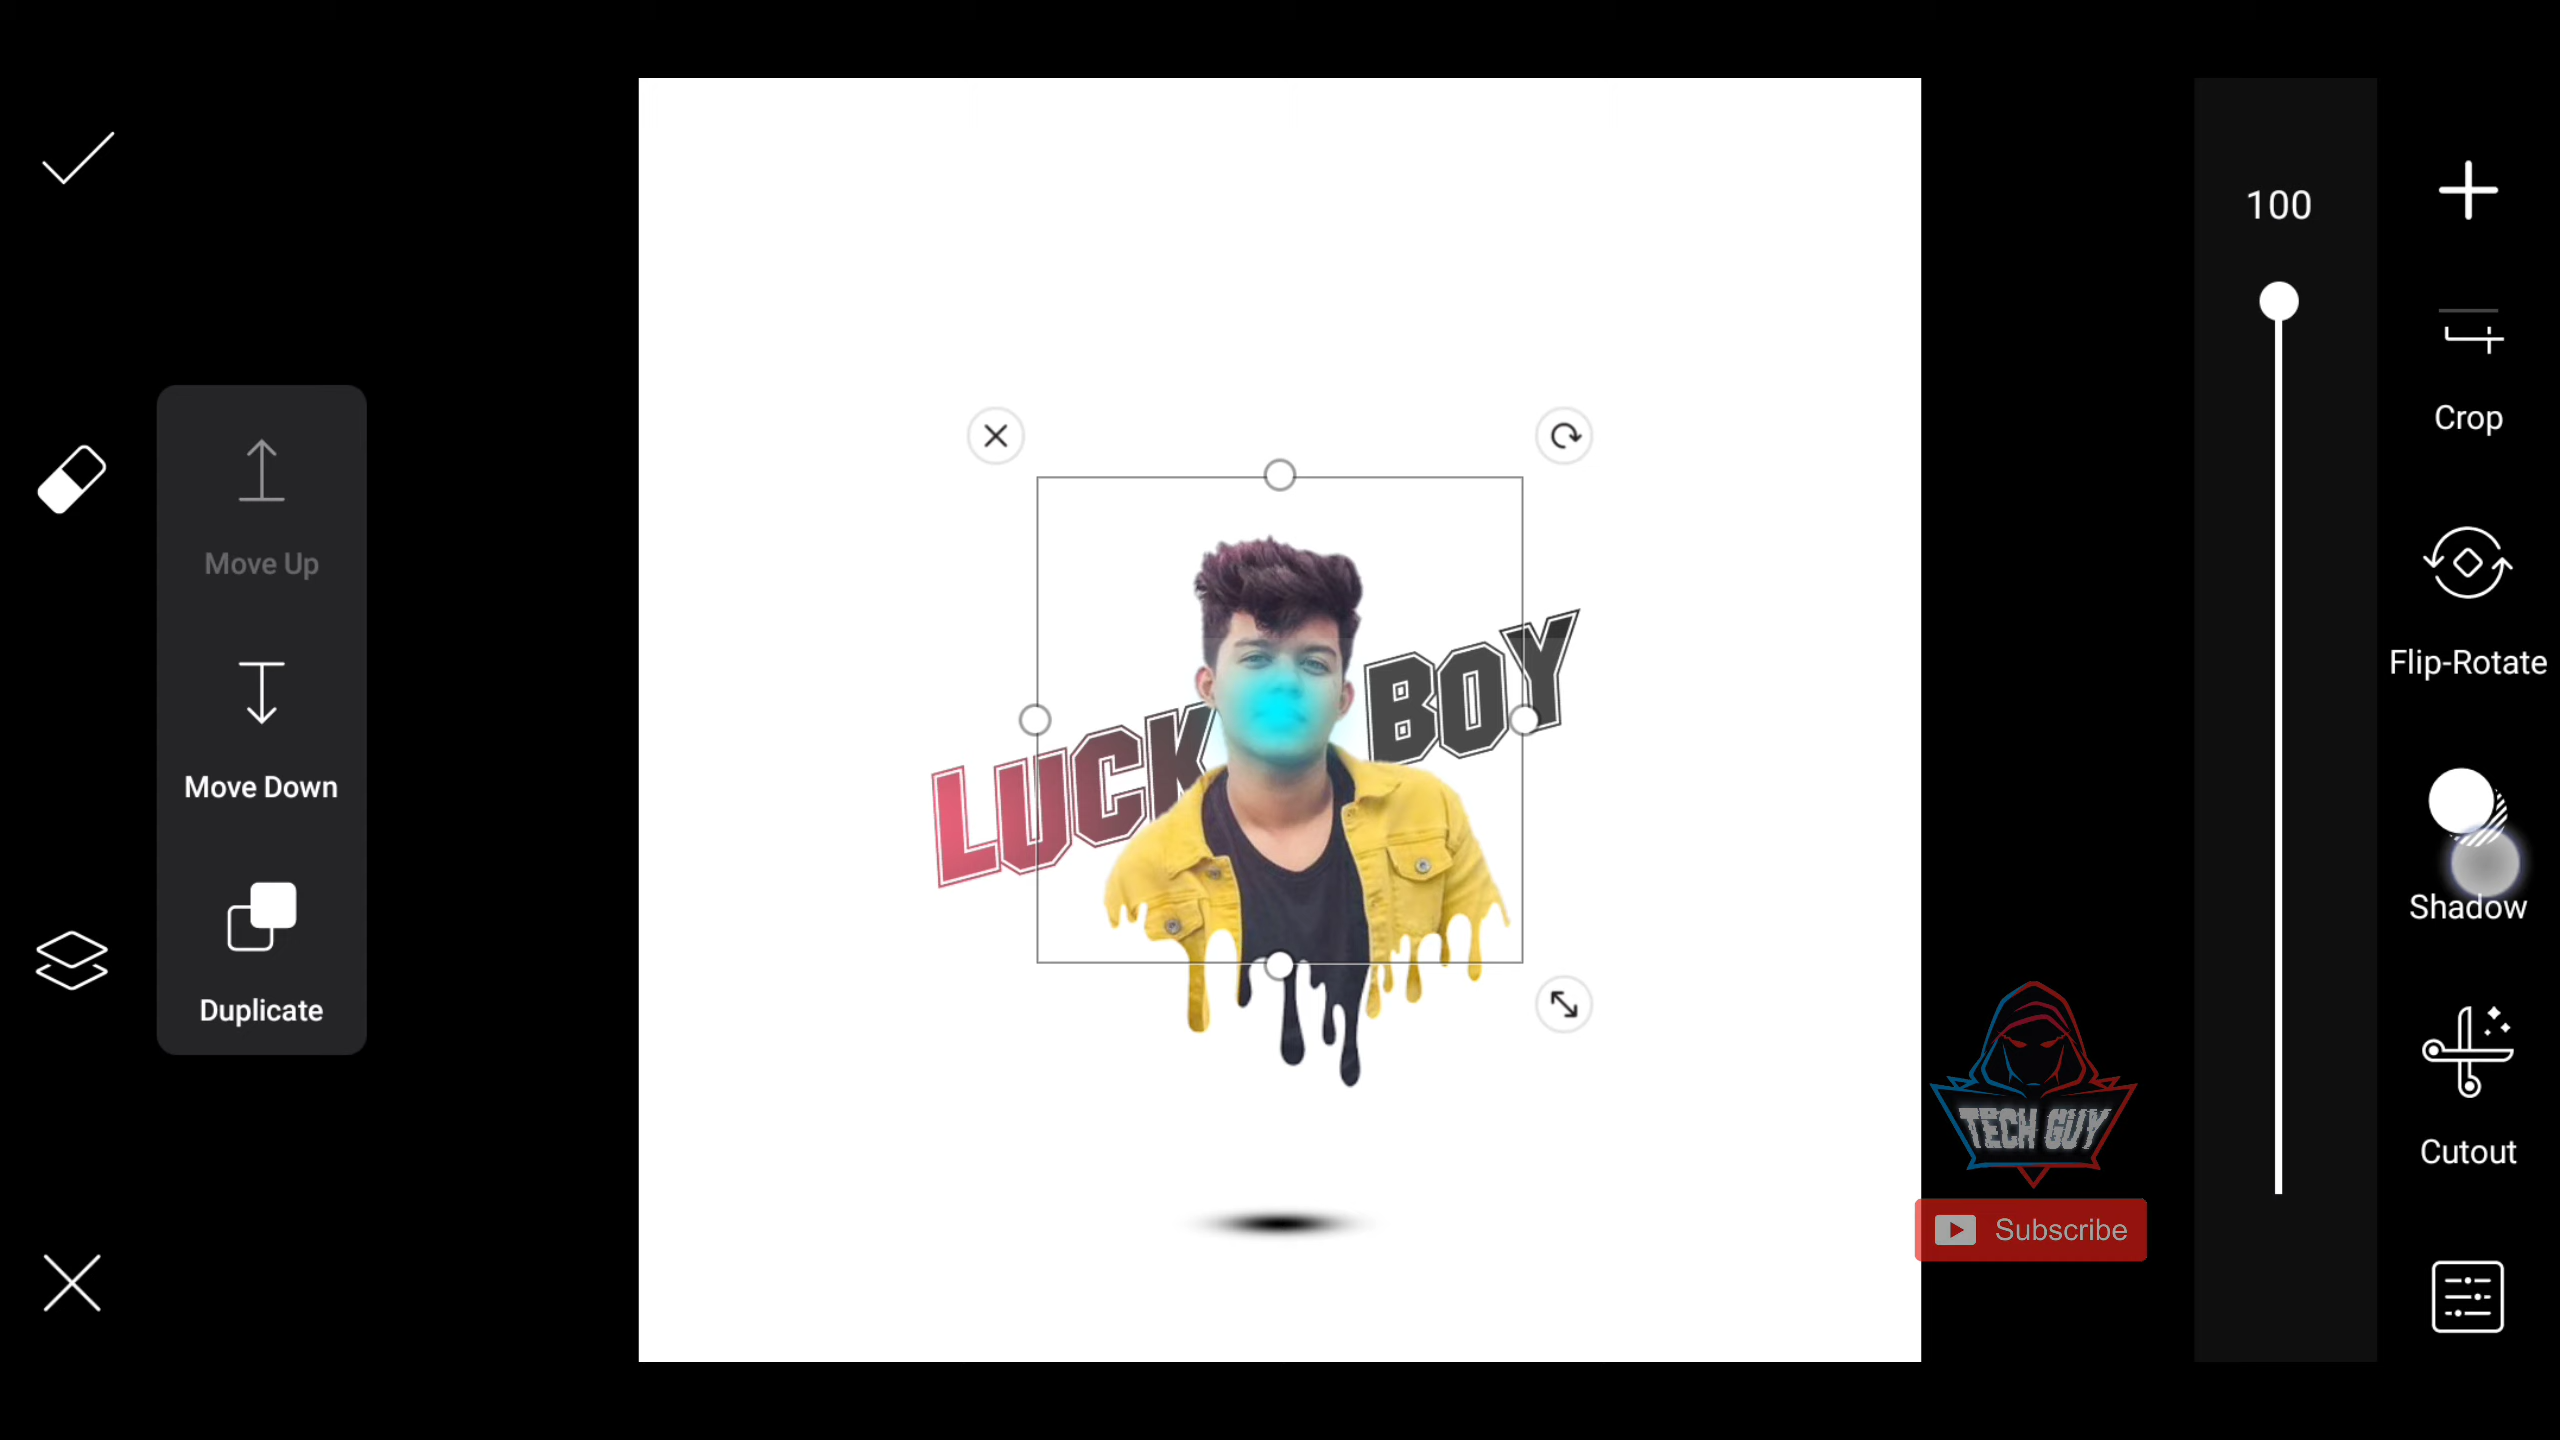 100
Crop
Move Up
Flip-Rotate
LUCK BOY
Move Down
Shadow
Duplicate
TECH GUY
Cutout
Subscribe